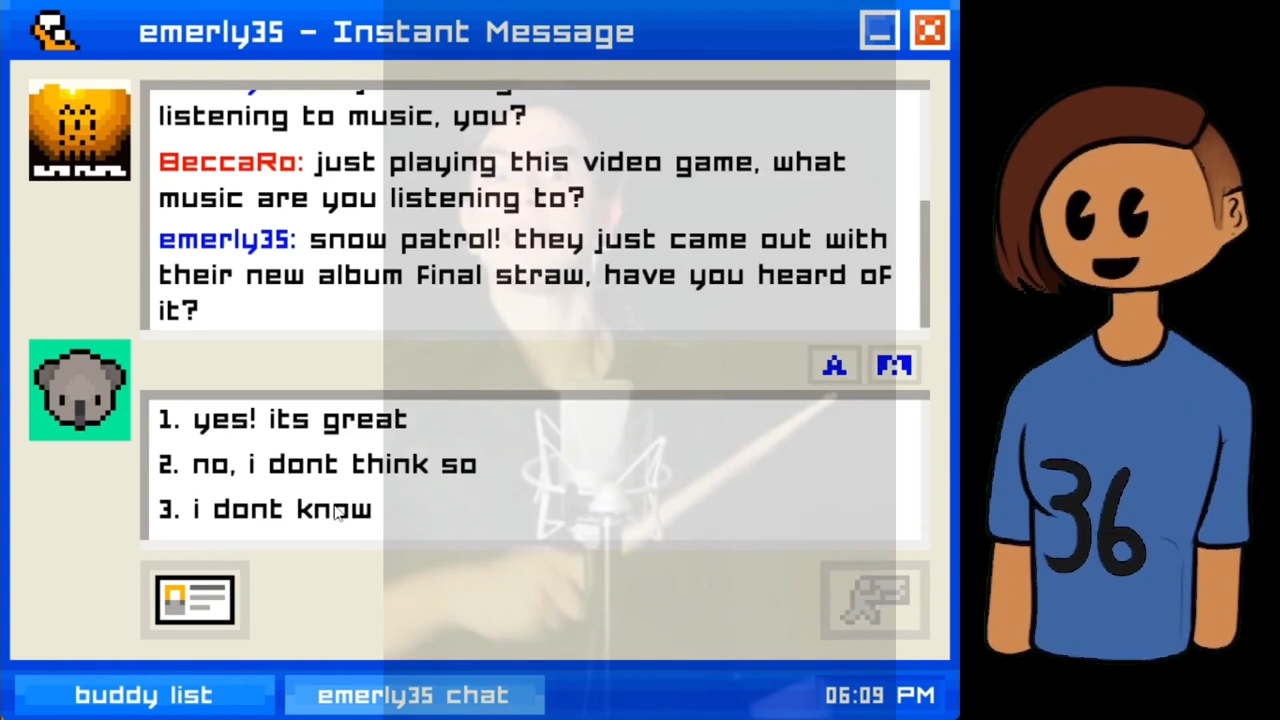 emerly35 - Instant Message
listening to music, you?
BeccaRo: just playing this video game, what
music are you listening to?
emerly35: snow patrol! they just came out with
their new album final straw, have you heard of
it?
A
1. yes! its great
2. no, i dont think so
3. i dont know
36
buddy list
emerly35 chat
06:09 PM